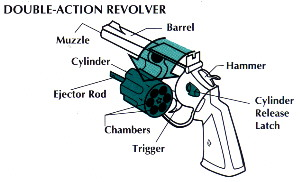 DOUBLE-ACTION REVOLVER
Barrel
Muzzle
Cylinder
Hammer
Ejector Rod
Cylinder
Release
Latch
Chambers
Trigger